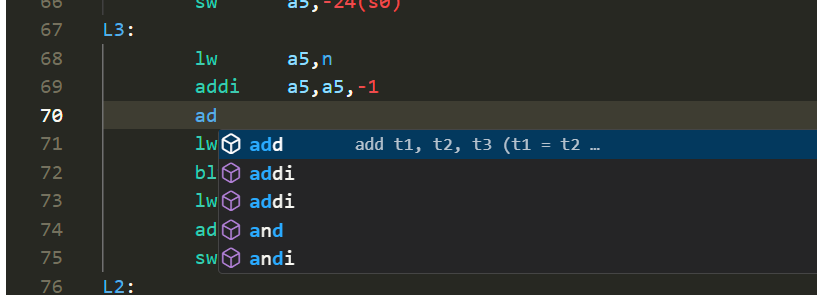 66 sw a5,-24(s0)
67 L3:
68 lw a5,n
69 addi a5,a5,-1
70 ad
71 lw add add t1, t2, t3 (t1 = t2 …
72 bl addi
73 lw addi
74 ad and
75 sw andi
76 L2: